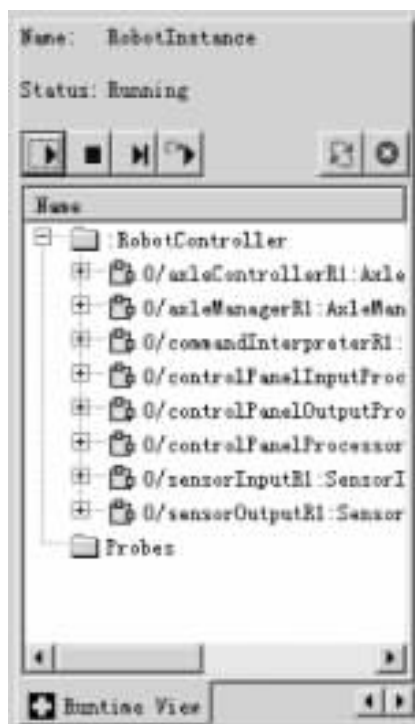 Name: RobotInstance
Status: Running
Name
:RobotController
0/axleControllerR1:Axle
0/axleManagerR1:AxleMan
0/commandInterpreterR1:
0/controlPanelInputProc
0/controlPanelOutputPro
0/controlPanelProcessor
0/sensorInputR1:SensorI
0/sensorOutputR1:Sensor
Probes
Runtime View